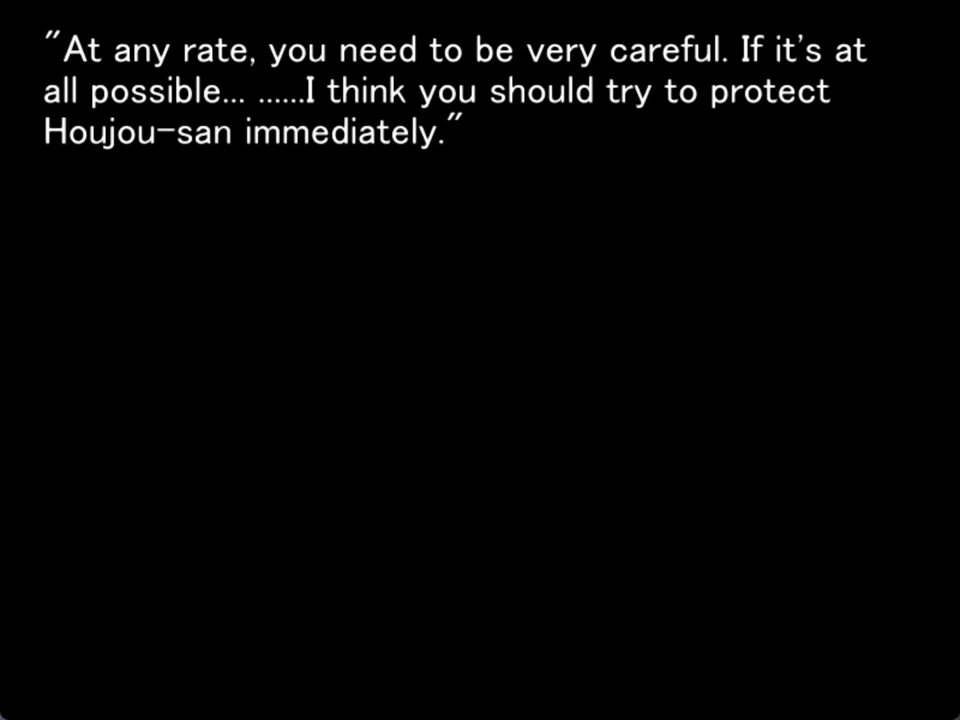 "At any rate, you need to be very careful. If it's at
all possible... ......I think you should try to protect
Houjou-san immediately."